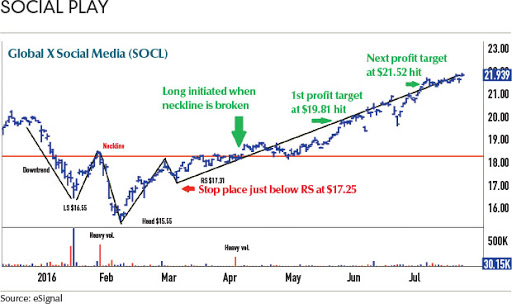 SOCIAL PLAY
Global X Social Media (SOCL)
Next profit target
at $21.52 hit
23.00
22.00
21.939
21.00
20.00
19.00
18.00
17.00
16.00
Long initiated when
neckline is broken
1st profit target
at $19.81 hit
Neckline
Downtrend
RS $17.31
Stop place just below RS at $17.25
LS $16.55
Head $15.55
Heavy vol.
Heavy vol.
500K
30.15K
2016
Feb
Mar
Apr
May
Jun
Jul
Source: eSignal